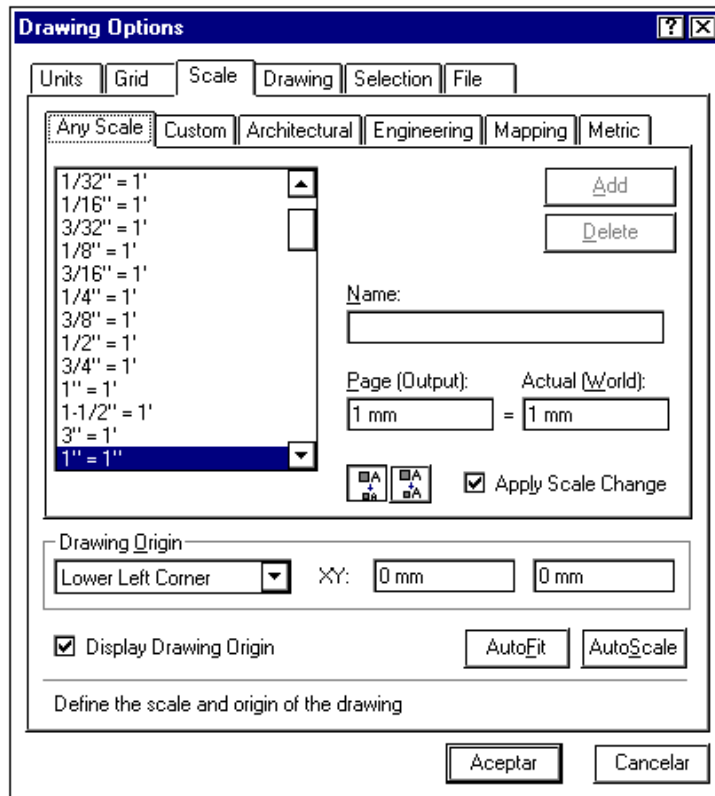 Drawing Options
Units Grid Scale Drawing Selection File
Any Scale Custom Architectural Engineering Mapping Metric
1/32" = 1'
1/16" = 1'
3/32" = 1'
1/8" = 1'
3/16" = 1'
1/4" = 1'
3/8" = 1'
1/2" = 1'
3/4" = 1'
1" = 1'
1-1/2" = 1'
3" = 1'
1" = 1"
Add
Delete
Name:
Page (Output): Actual (World):
1 mm = 1 mm
Apply Scale Change
Drawing Origin
Lower Left Corner XY: 0 mm 0 mm
Display Drawing Origin AutoFit AutoScale
Define the scale and origin of the drawing
Aceptar Cancelar